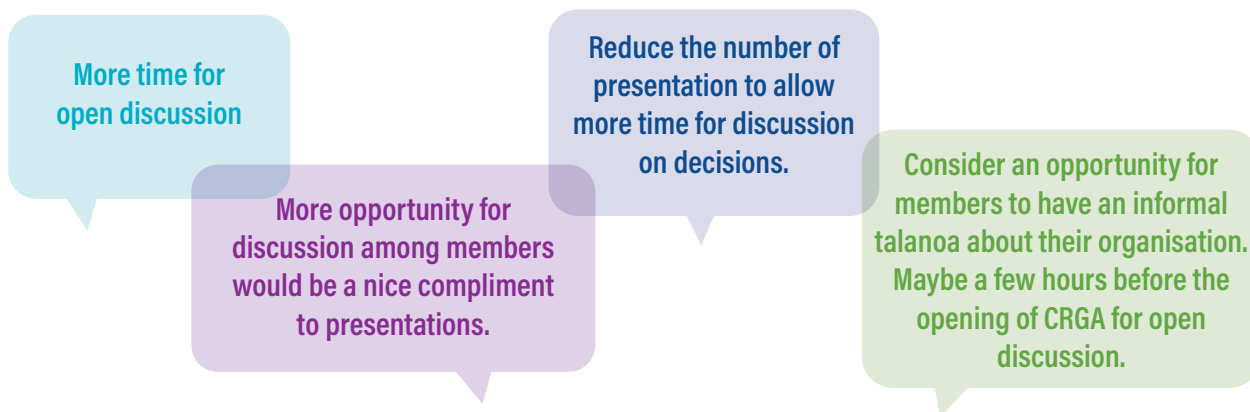 More time for
open discussion
More opportunity for
discussion among members
would be a nice compliment
to presentations.
Reduce the number of
presentation to allow
more time for discussion
on decisions.
Consider an opportunity for
members to have an informal
talanoa about their organisation.
Maybe a few hours before the
opening of CRGA for open
discussion.